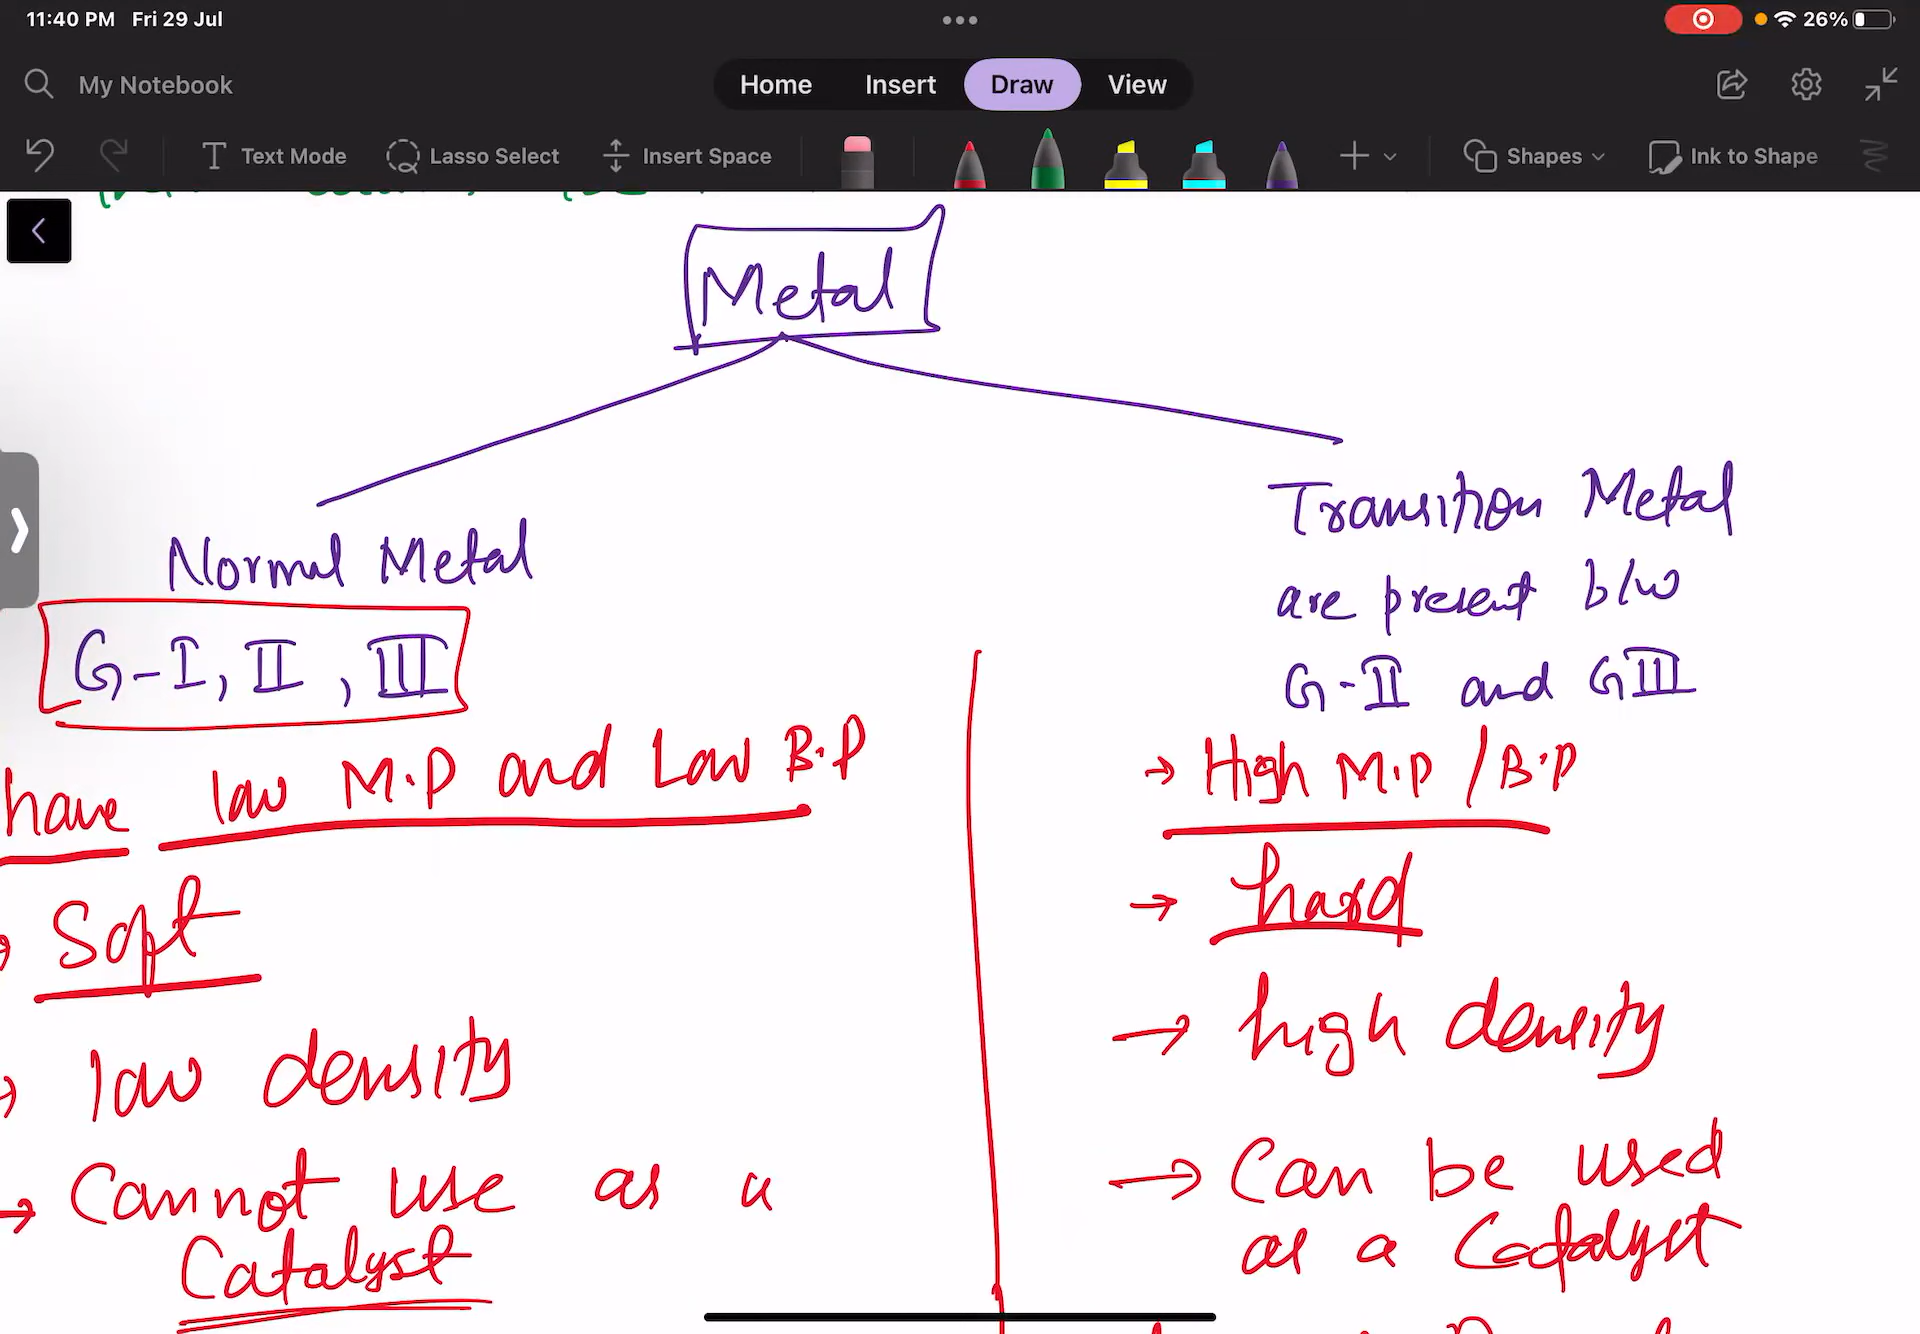 11:40 PM Fri 29 Jul
26%
My Notebook
Home Insert Draw View
Text Mode Lasso Select Insert Space Shapes Ink to Shape
Metal
Normal Metal
G-I, II, III
have low M.P and Low B.P
Soft
low density
→ Cannot use as a
Catalyst
Transition Metal
are present b/w
G-II and GIII
→ High M.P / B.P
→ hard
→ high density
→ Can be used
as a Catalyst